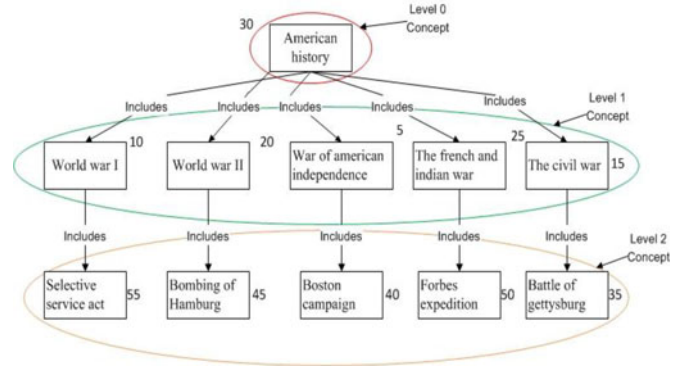 Level 0
Concept
30
American
history
Includes
Includes
Includes
Includes
Includes
Level 1
Concept
10
20
5
25
World war I
World war II
War of american
independence
The french and
indian war
The civil war
15
Includes
Includes
Includes
Includes
Includes
Level 2
Concept
Selective
service act
55
Bombing of
Hamburg
45
Boston
campaign
40
Forbes
expedition
50
Battle of
gettysburg
35